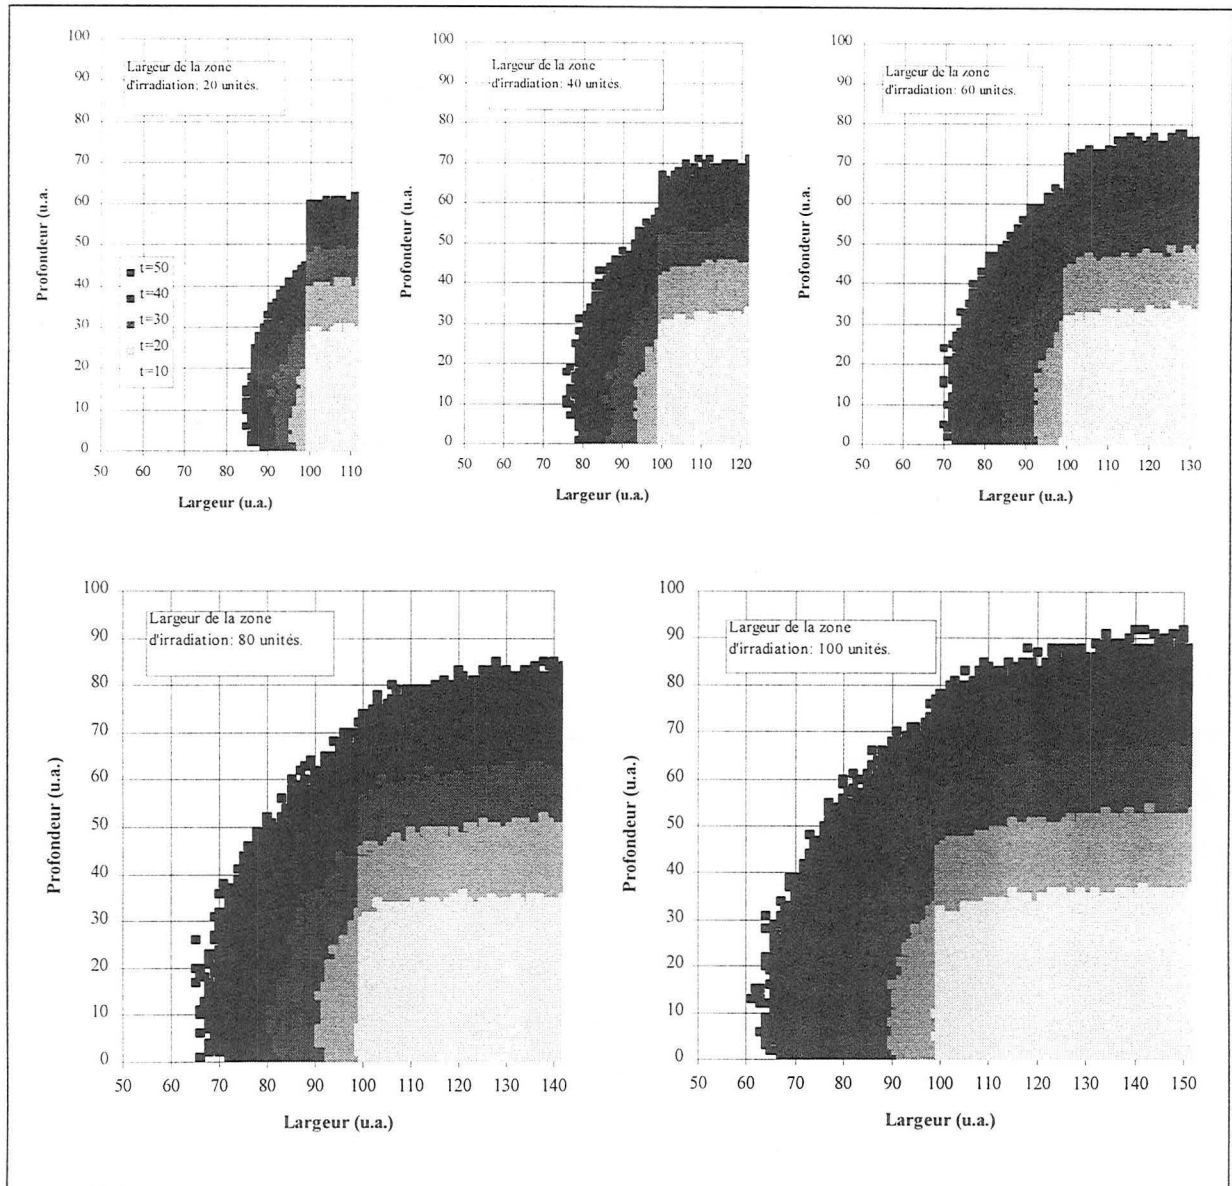 Largeur de la zone
d'irradiation: 20 unités.
100
90
80
70
60
50
40
30
20
10
0
Profondeur (u.a.
t=50
t=40
t=30
t=20
t=10
50 60 70 80 90 100 110
Largeur (u.a.)
Largeur de la zone
d'irradiation: 40 unités.
100
90
80
70
60
50
40
30
20
10
0
Profondeur (u.a.
50 60 70 80 90 100 110 120
Largeur (u.a.)
Largeur de la zone
d'irradiation: 60 unités.
100
90
80
70
60
50
40
30
20
10
0
Profondeur (u.a.
50 60 70 80 90 100 110 120 130
Largeur (u.a.)
Largeur de la zone
d'irradiation: 80 unités.
100
90
80
70
60
50
40
30
20
10
0
Profondeur (u.a.)
50 60 70 80 90 100 110 120 130 140
Largeur (u.a.)
Largeur de la zone
d'irradiation: 100 unités.
100
90
80
70
60
50
40
30
20
10
0
Profondeur (u.a.)
50 60 70 80 90 100 110 120 130 140 150
Largeur (u.a.)